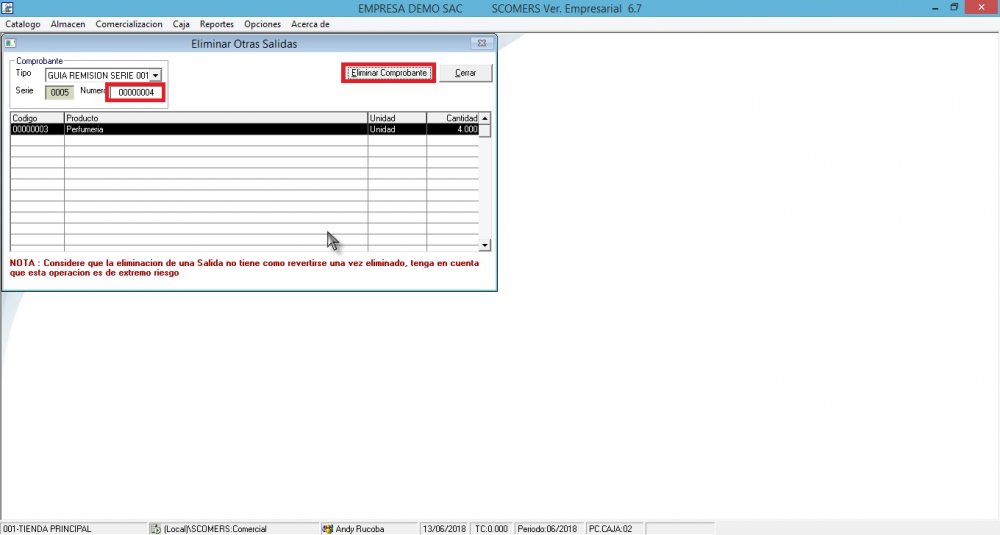 EMPRESA DEMO SAC SCOMERS Ver. Empresarial 6.7
Catalogo Almacen Comercializacion Caja Reportes Opciones Acerca de
Eliminar Otras Salidas
Comprobante
Tipo GUIA REMISION SERIE 001
Eliminar Comprobante Cerrar
Serie 0005 Numero 00000004
Codigo Producto Unidad Cantidad
00000003 Perfumeria Unidad 4.000
NOTA : Considere que la eliminacion de una Salida no tiene como revertirse una vez eliminado, tenga en cuenta
que esta operacion es de extremo riesgo
001-TIENDA PRINCIPAL (Local)\SCOMERS:Comercial Andy Rucoba 13/06/2018 TC:0.000 Periodo:06/2018 PC.CAJA:02